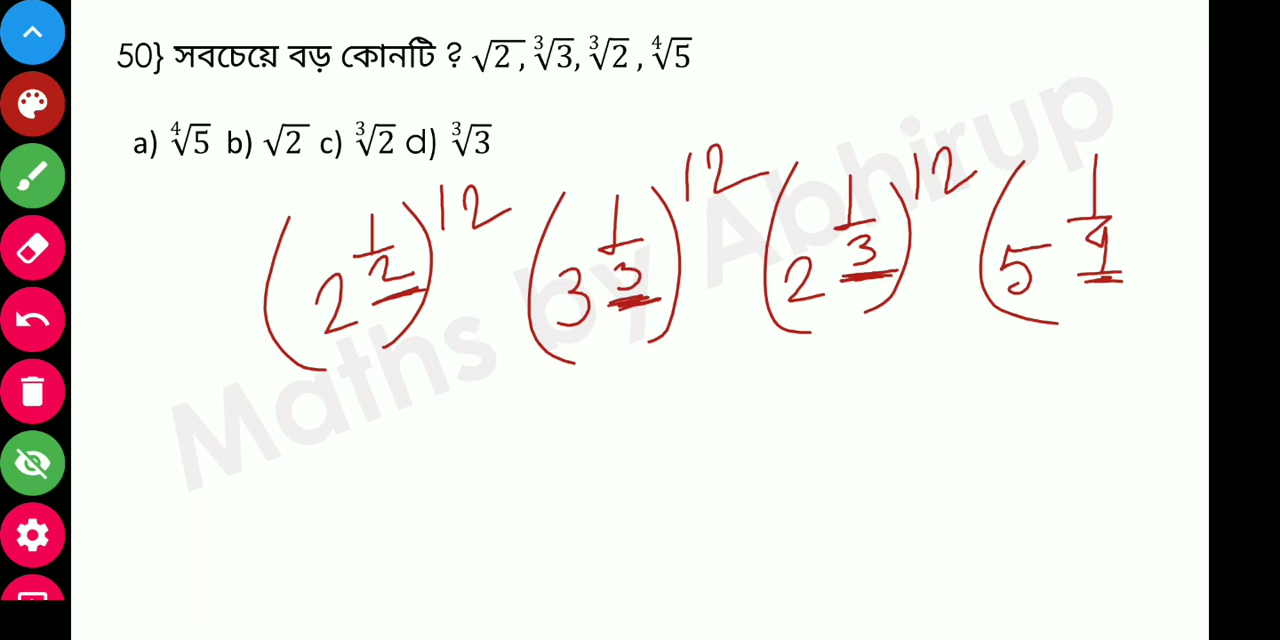 50} সবচেয়ে বড় কোনটি ? √2 , ∛3, ∛2 , ∜5
a) ∜5 b) √2 c) ∛2 d) ∛3
(2^{1/2})^{12} (3^{1/3})^{12} (2^{1/3})^{12} (5^{1/4}
Maths by Abhirup